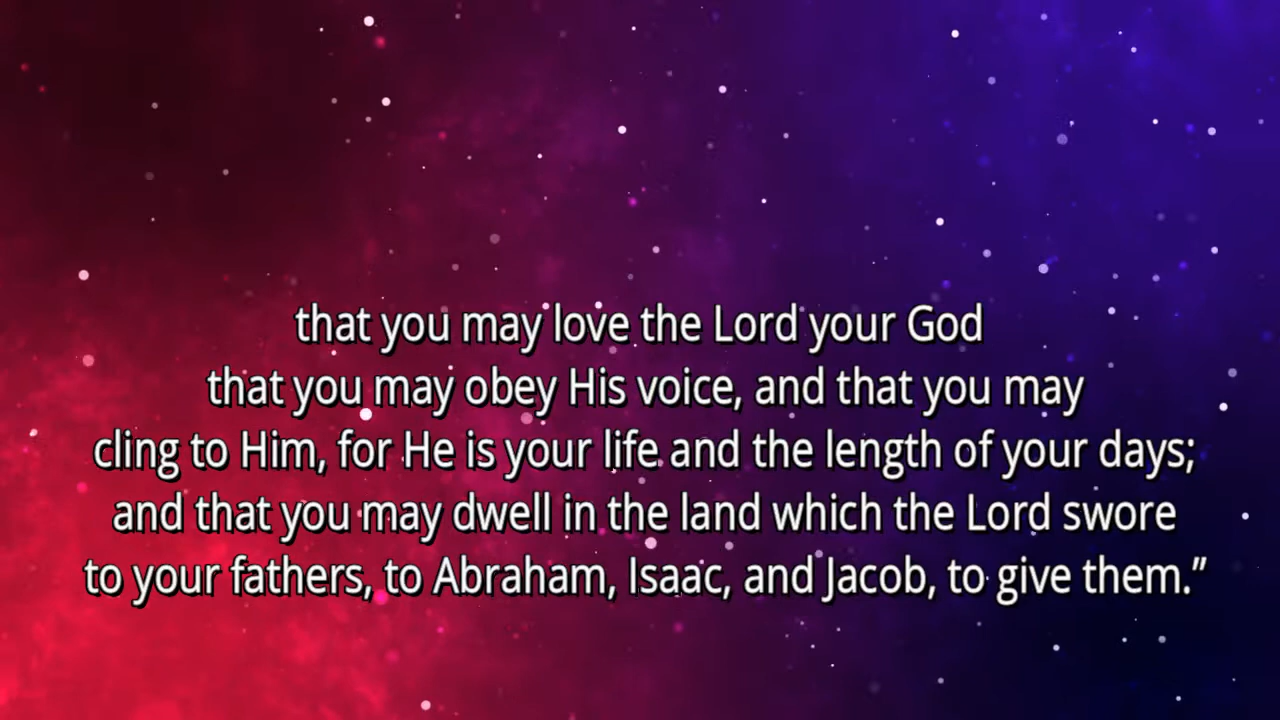 that you may love the Lord your God
that you may obey His voice, and that you may
cling to Him, for He is your life and the length of your days;
and that you may dwell in the land which the Lord swore
to your fathers, to Abraham, Isaac, and Jacob, to give them.”